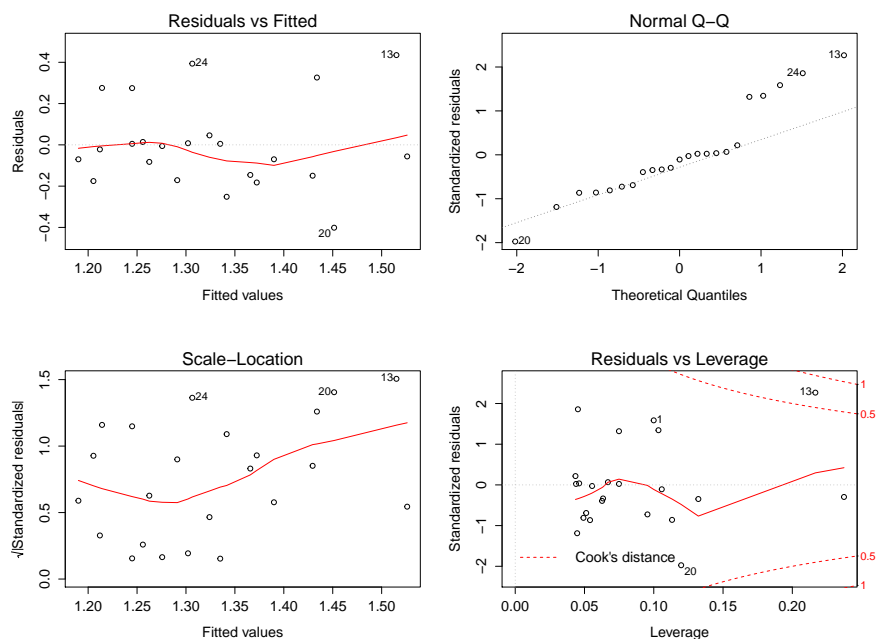 Residuals vs Fitted
Residuals
0.4
0.2
0.0
−0.2
−0.4
13
24
20
1.20 1.25 1.30 1.35 1.40 1.45 1.50
Fitted values
Normal Q−Q
Standardized residuals
2
1
0
−1
−2
13
24
20
−2 −1 0 1 2
Theoretical Quantiles
Scale−Location
√|Standardized residuals|
1.5
1.0
0.5
0.0
13
20
24
1.20 1.25 1.30 1.35 1.40 1.45 1.50
Fitted values
Residuals vs Leverage
Standardized residuals
2
1
0
−1
−2
13
1
20
1
0.5
0.5
1
Cook's distance
0.00 0.05 0.10 0.15 0.20
Leverage